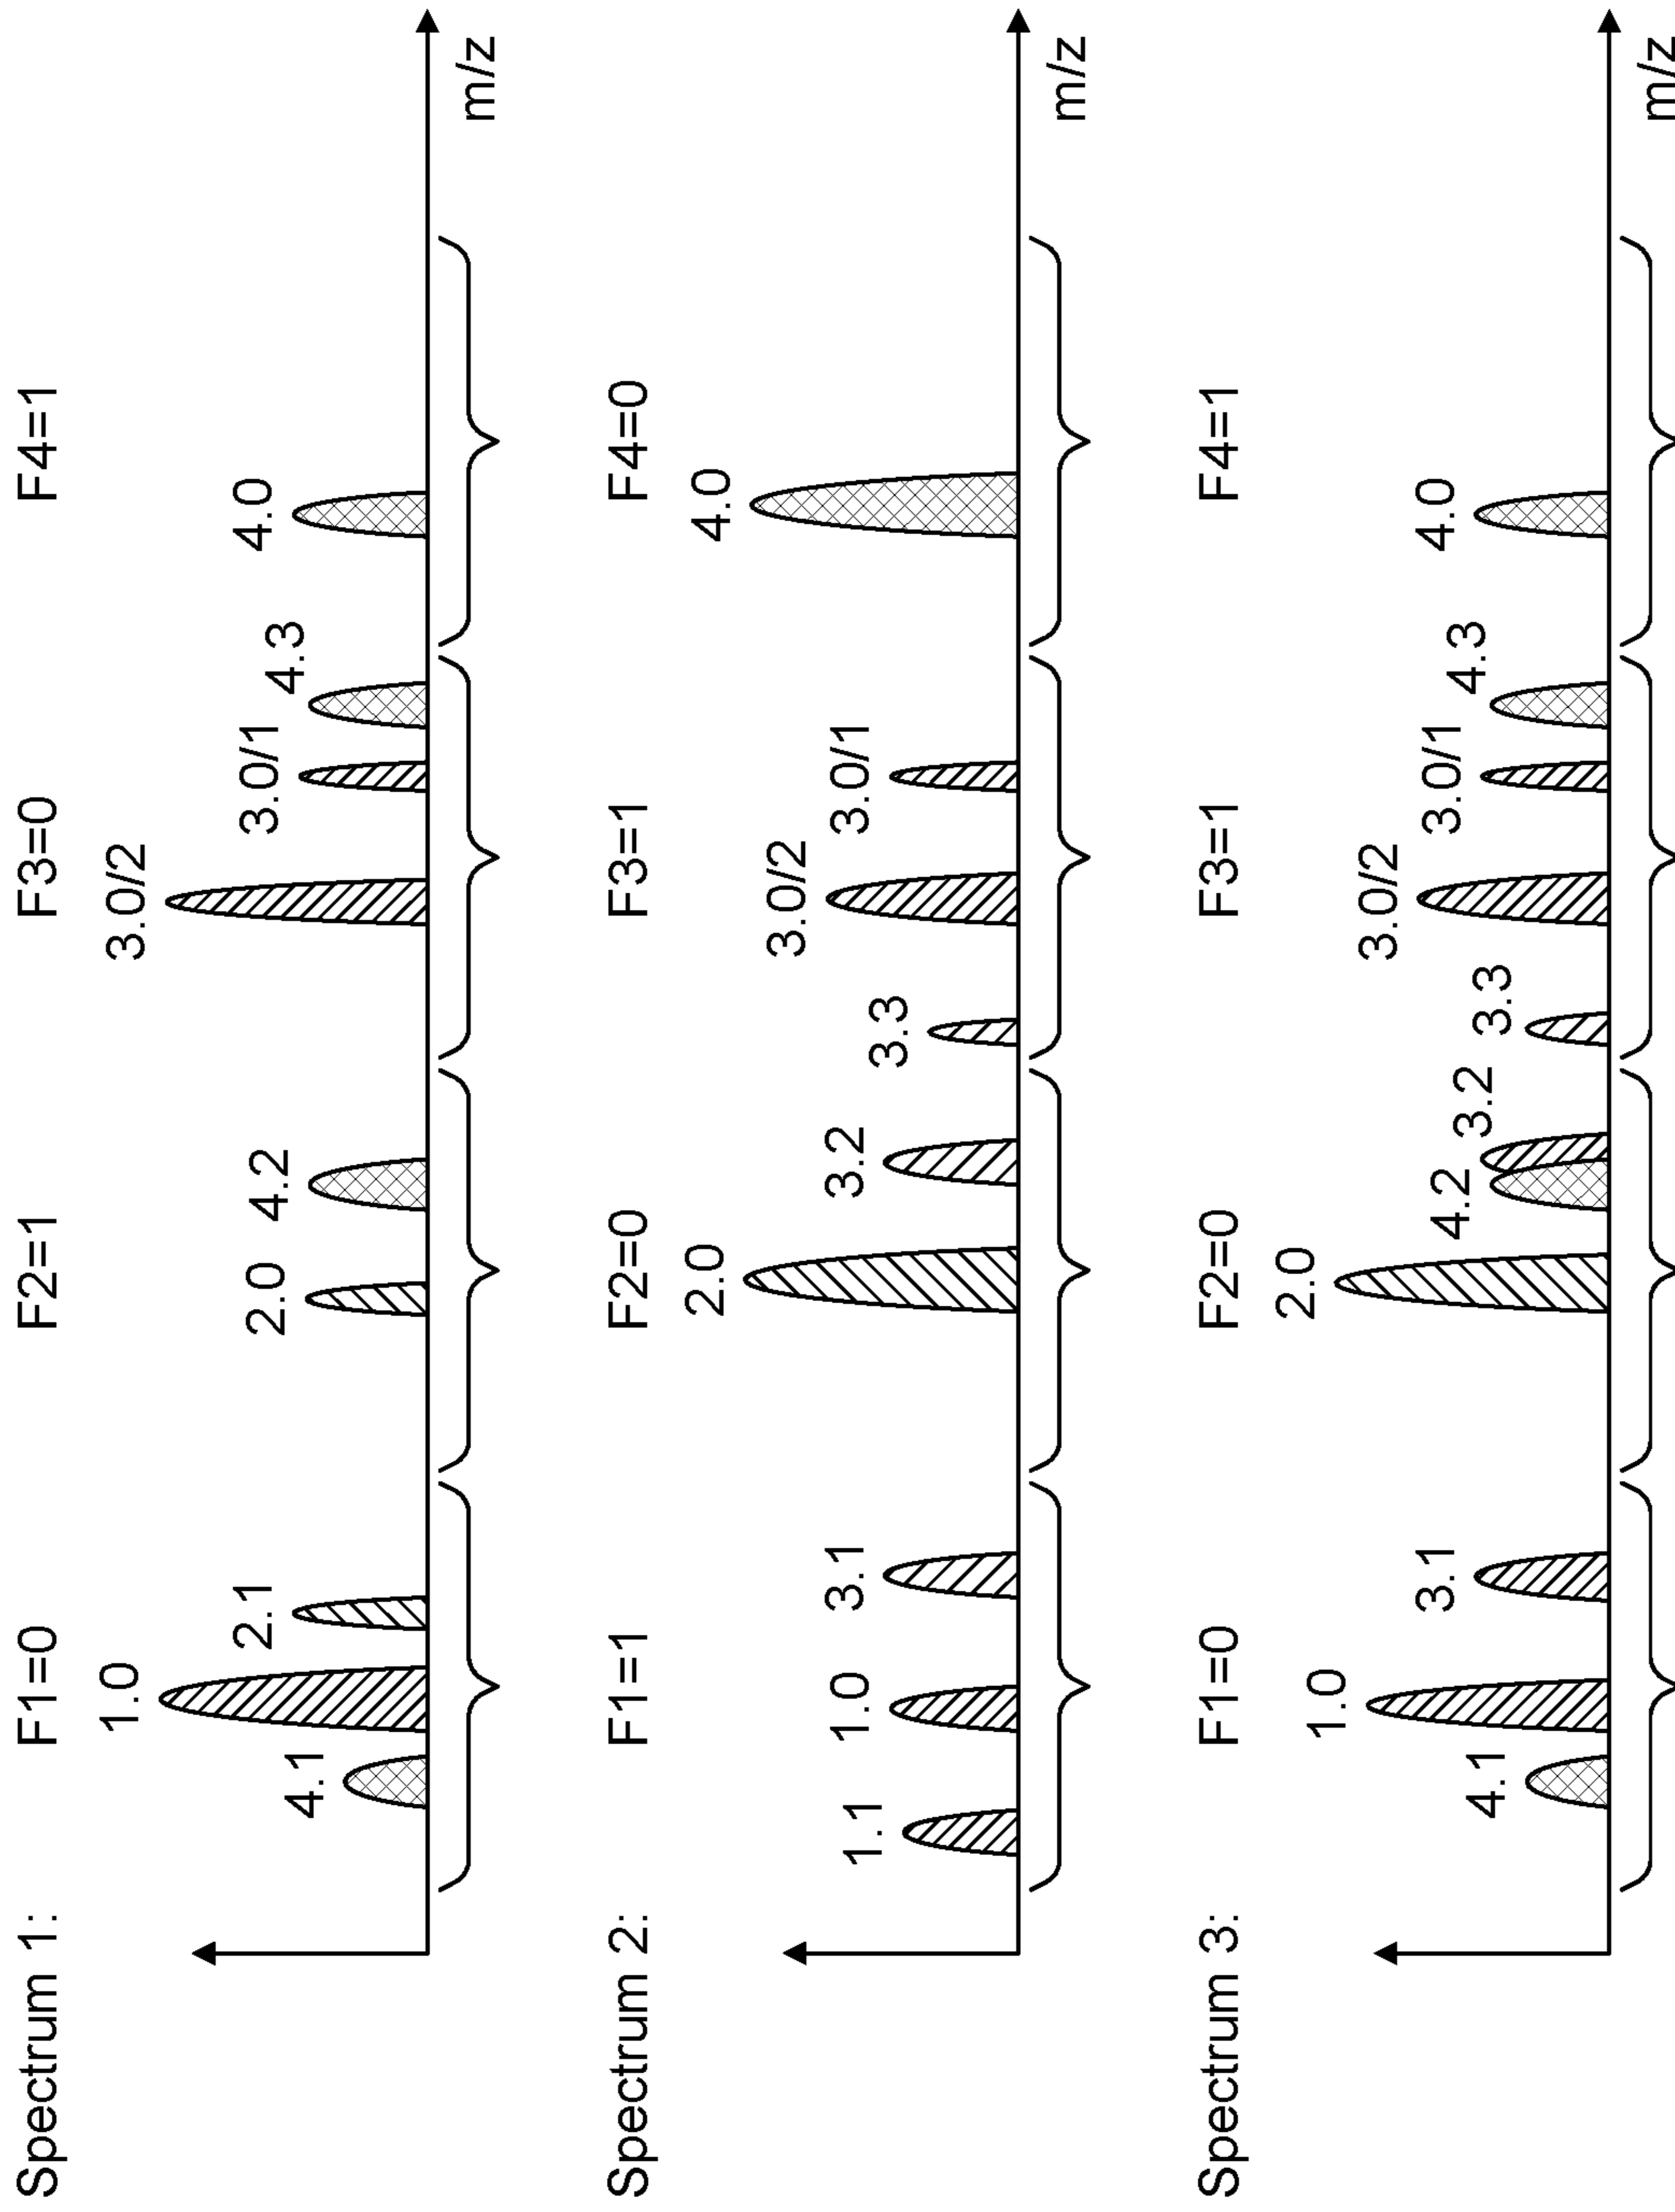 Spectrum 1: F1=0 F2=1 F3=0 F4=1
1.0 3.0/2
2.1 2.0 3.0/1 4.0
4.1 4.2 4.3
m/z
Spectrum 2: F1=1 F2=0 F3=1 F4=0
2.0 4.0
3.0/2
1.1 1.0 3.1 3.2 3.3 3.0/1
m/z
Spectrum 3: F1=0 F2=0 F3=1 F4=1
1.0 2.0
3.0/2
4.1 3.1 4.2 3.2 3.3 3.0/1 4.3 4.0
m/z